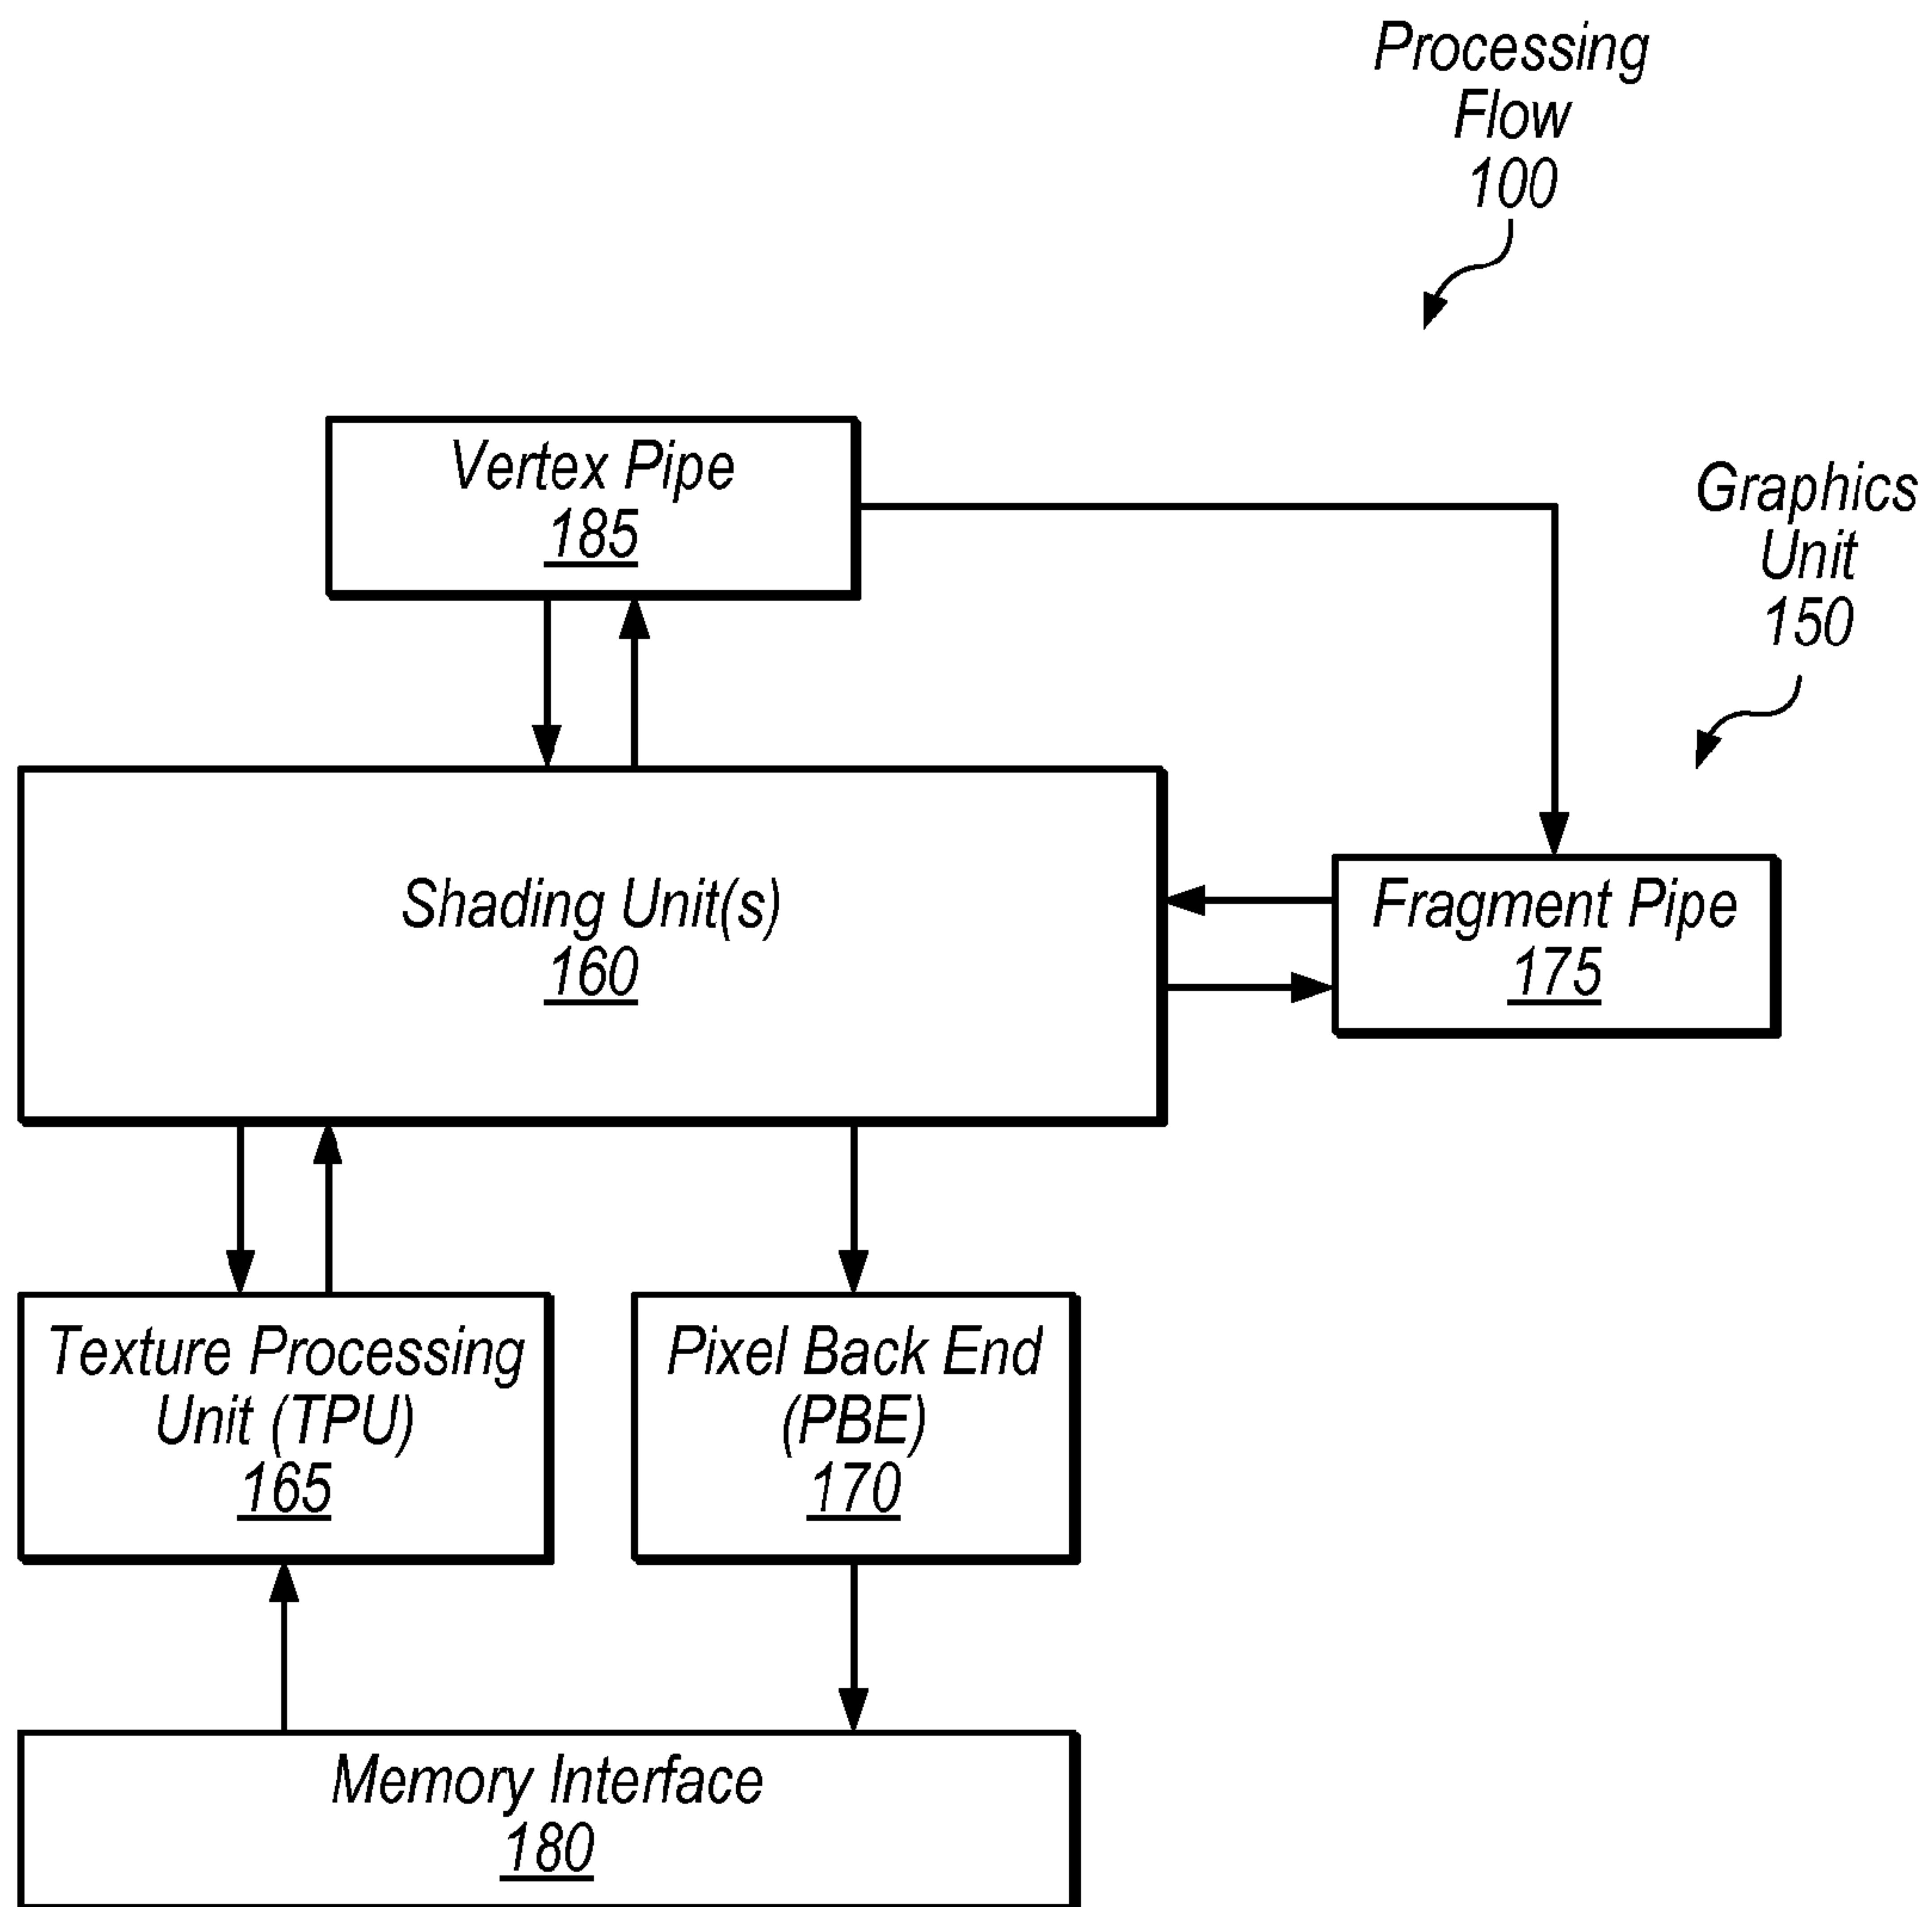 Processing
Flow
100
Vertex Pipe
185
Graphics
Unit
150
Shading Unit(s)
160
Fragment Pipe
175
Texture Processing
Unit (TPU)
165
Pixel Back End
(PBE)
170
Memory Interface
180